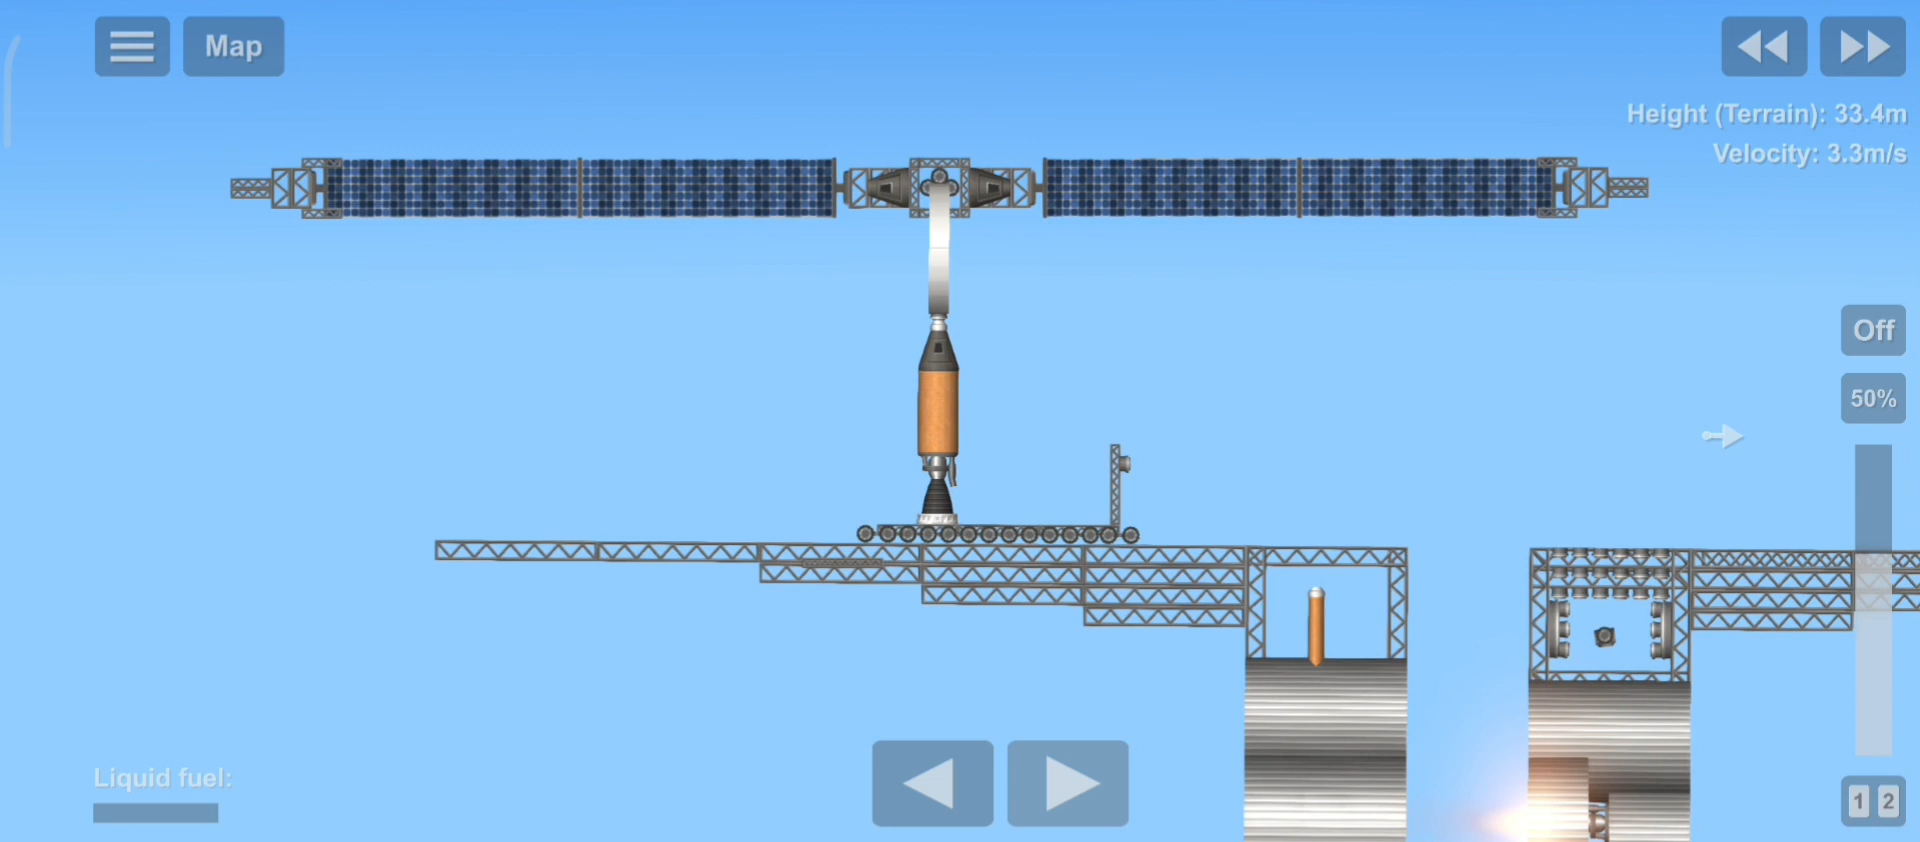 Map
Height (Terrain): 33.4m
Velocity: 3.3m/s
Off
50%
Liquid fuel:
1 2